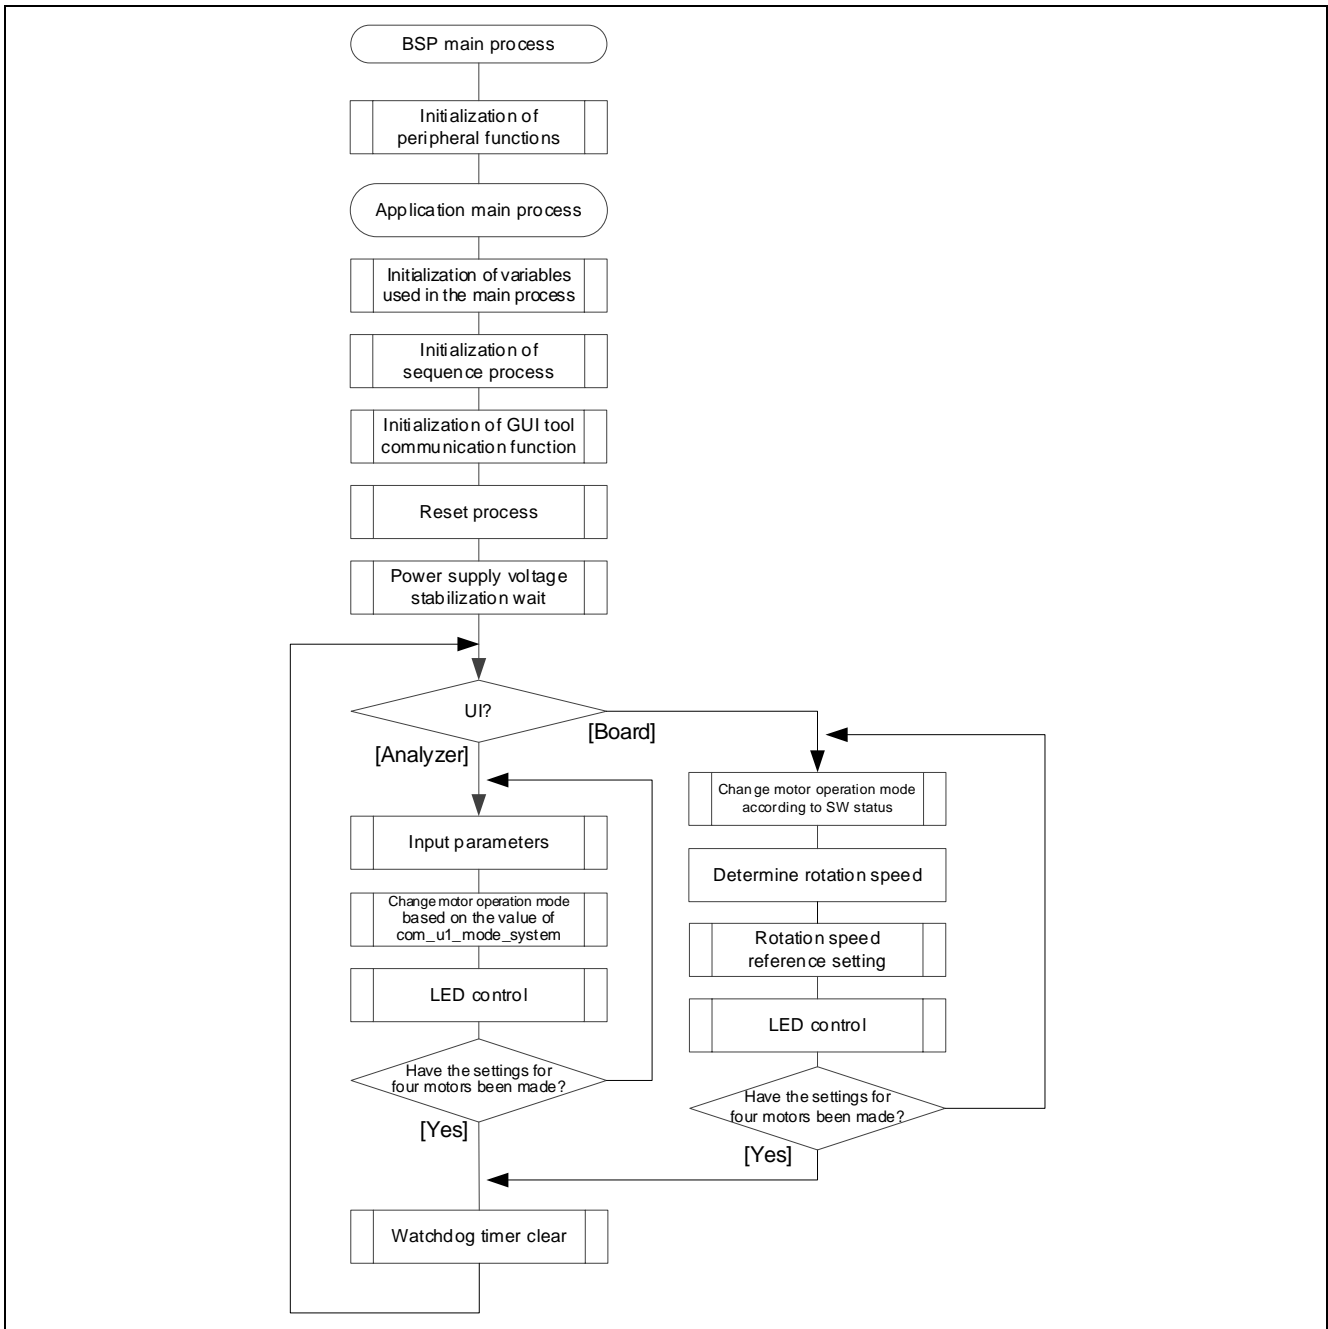 BSP main process
Initialization of
peripheral functions
Application main process
Initialization of variables
used in the main process
Initialization of
sequence process
Initialization of GUI tool
communication function
Reset process
Power supply voltage
stabilization wait
UI?
[Board]
[Analyzer]
Input parameters
Change motor operation mode
based on the value of
com_u1_mode_system
LED control
Have the settings for
four motors been made?
[Yes]
Change motor operation mode
according to SW status
Determine rotation speed
Rotation speed
reference setting
LED control
Have the settings for
four motors been made?
[Yes]
Watchdog timer clear